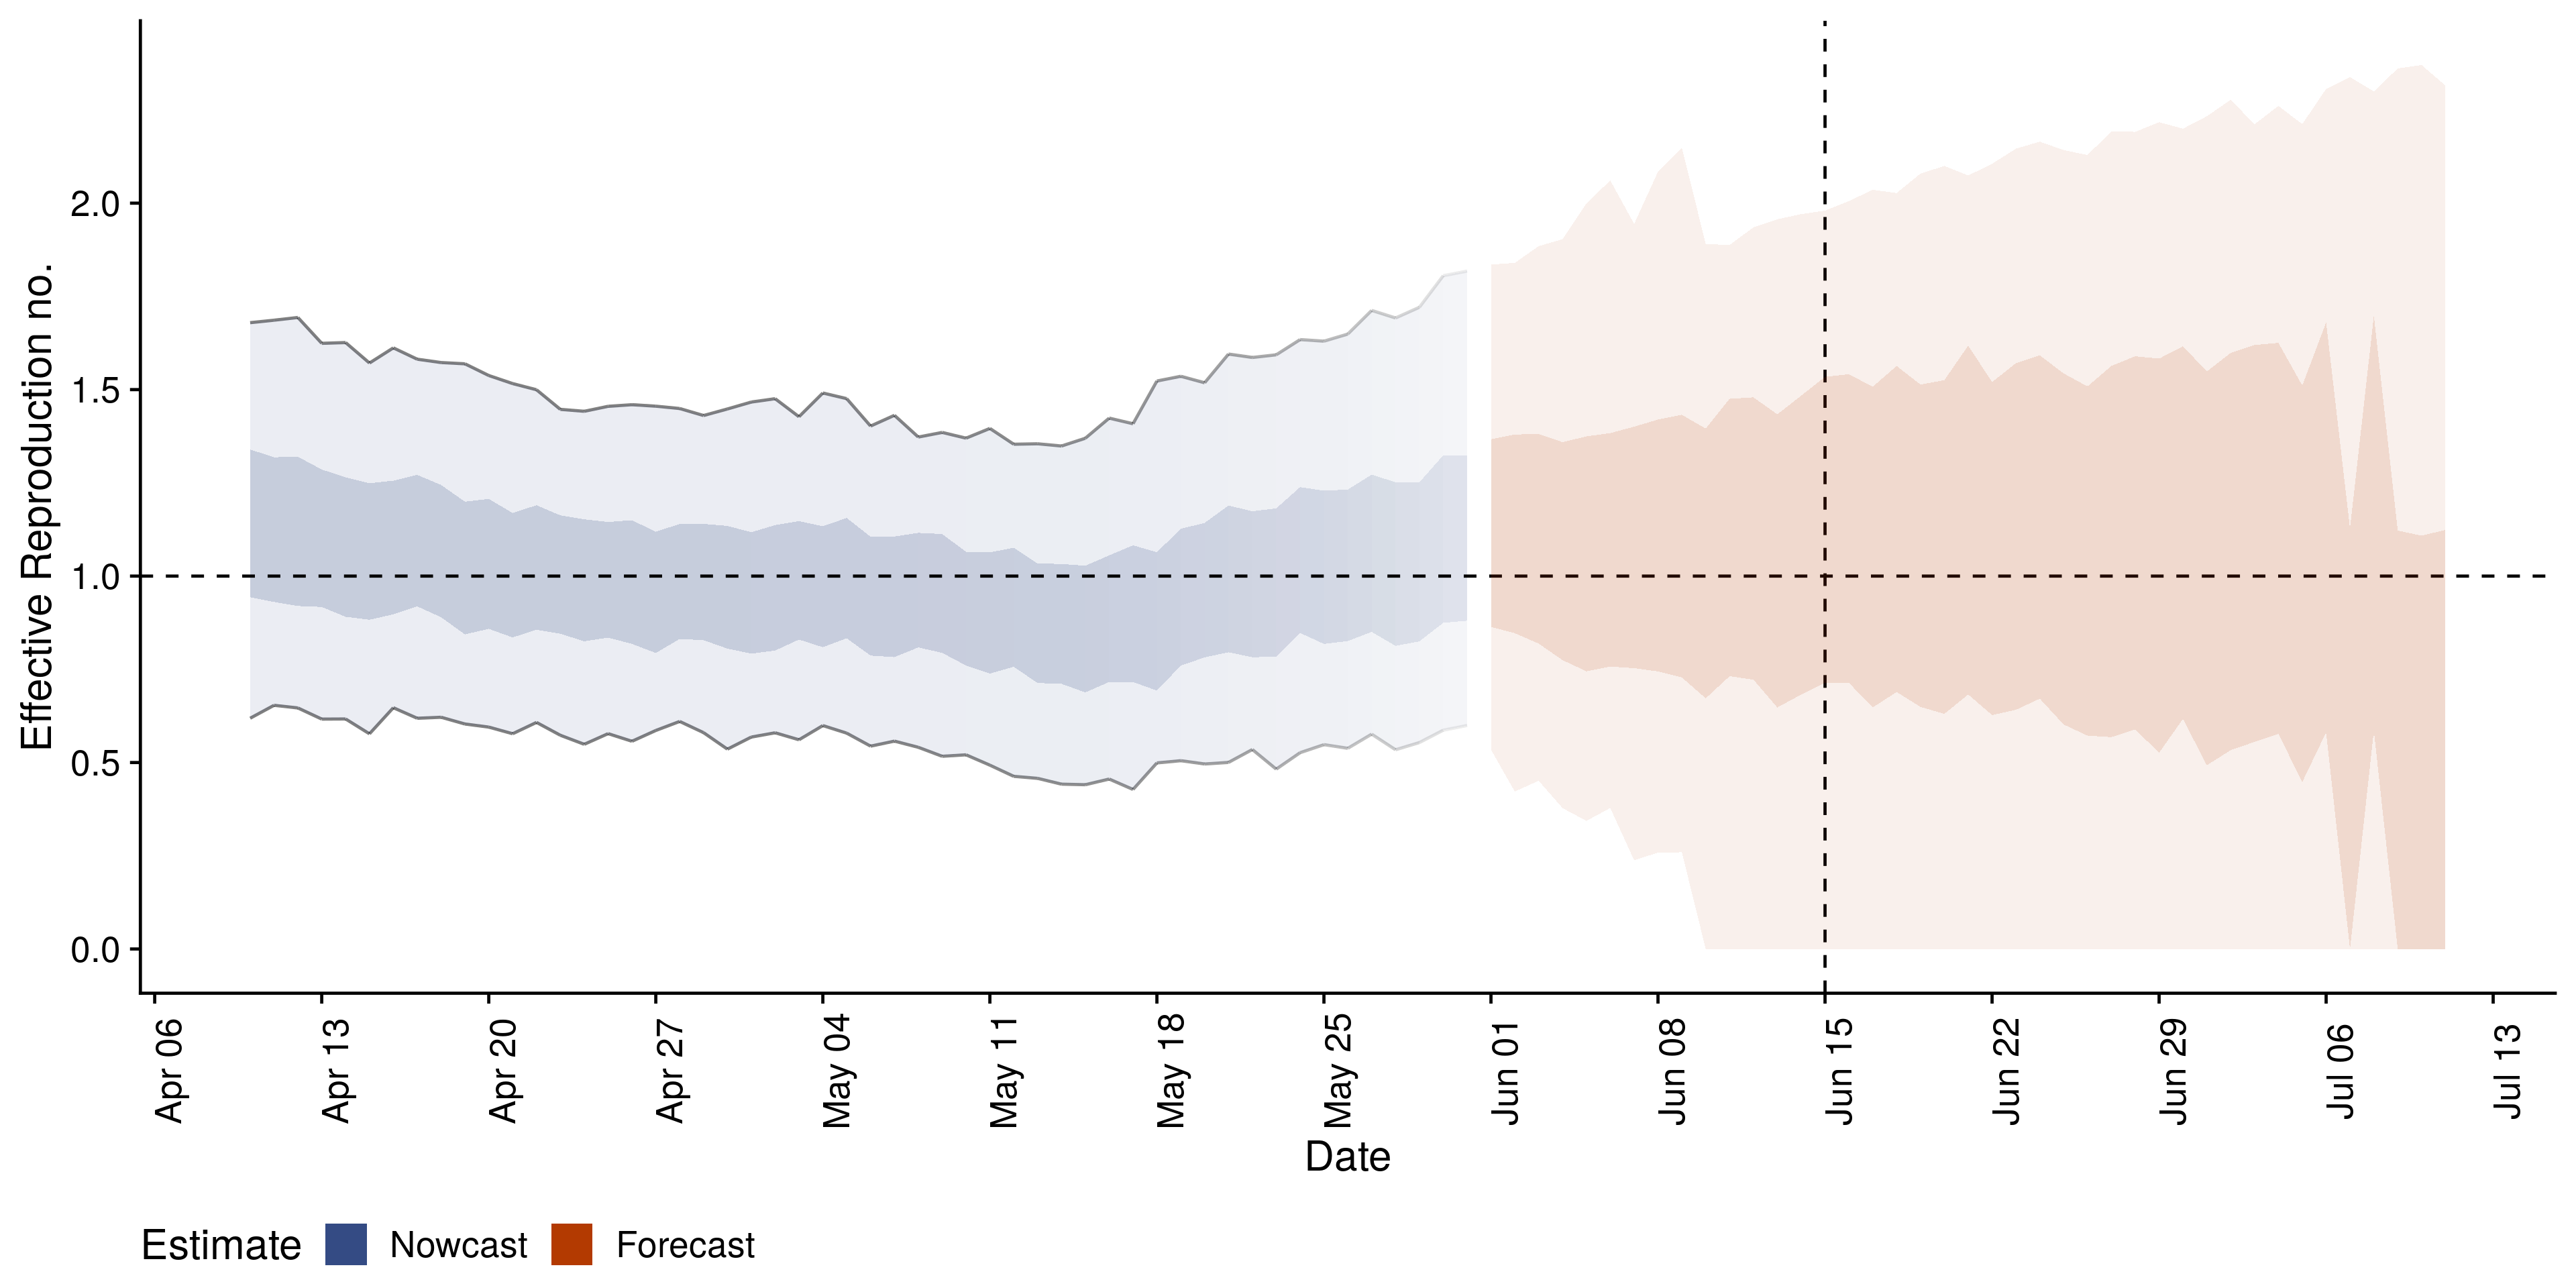 Effective Reproduction no.
2.0
1.5
1.0
0.5
0.0
Apr 06
Apr 13
Apr 20
Apr 27
May 04
May 11
May 18
May 25
Jun 01
Jun 08
Jun 15
Jun 22
Jun 29
Jul 06
Jul 13
Date
Estimate Nowcast Forecast